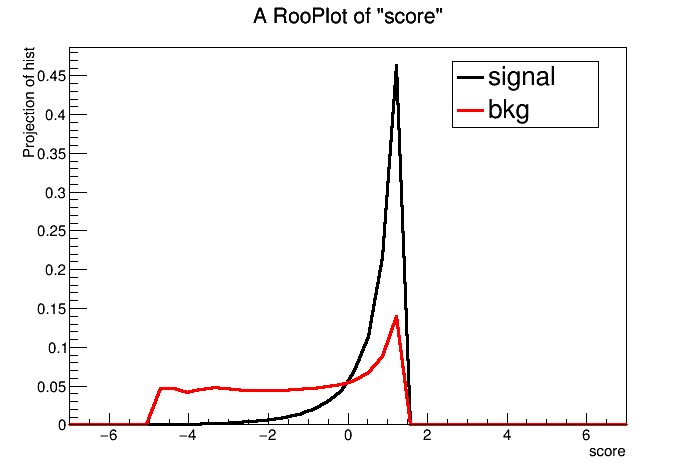 A RooPlot of "score"
Projection of hist
0.45
0.4
0.35
0.3
0.25
0.2
0.15
0.1
0.05
0
signal
bkg
−6 −4 −2 0 2 4 6
score